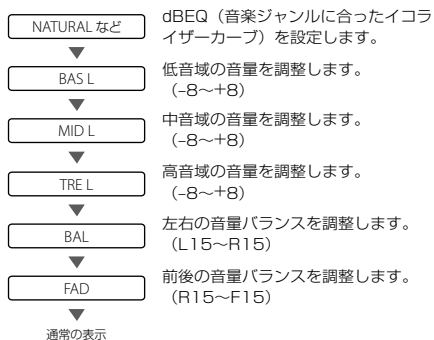 NATURAL など
dBEQ（音楽ジャンルに合ったイコラ
イザーカーブ）を設定します。
BAS L
低音域の音量を調整します。
（–8～+8）
MID L
中音域の音量を調整します。
（–8～+8）
TRE L
高音域の音量を調整します。
（–8～+8）
BAL
左右の音量バランスを調整します。
（L15～R15）
FAD
前後の音量バランスを調整します。
（R15～F15）
通常の表示